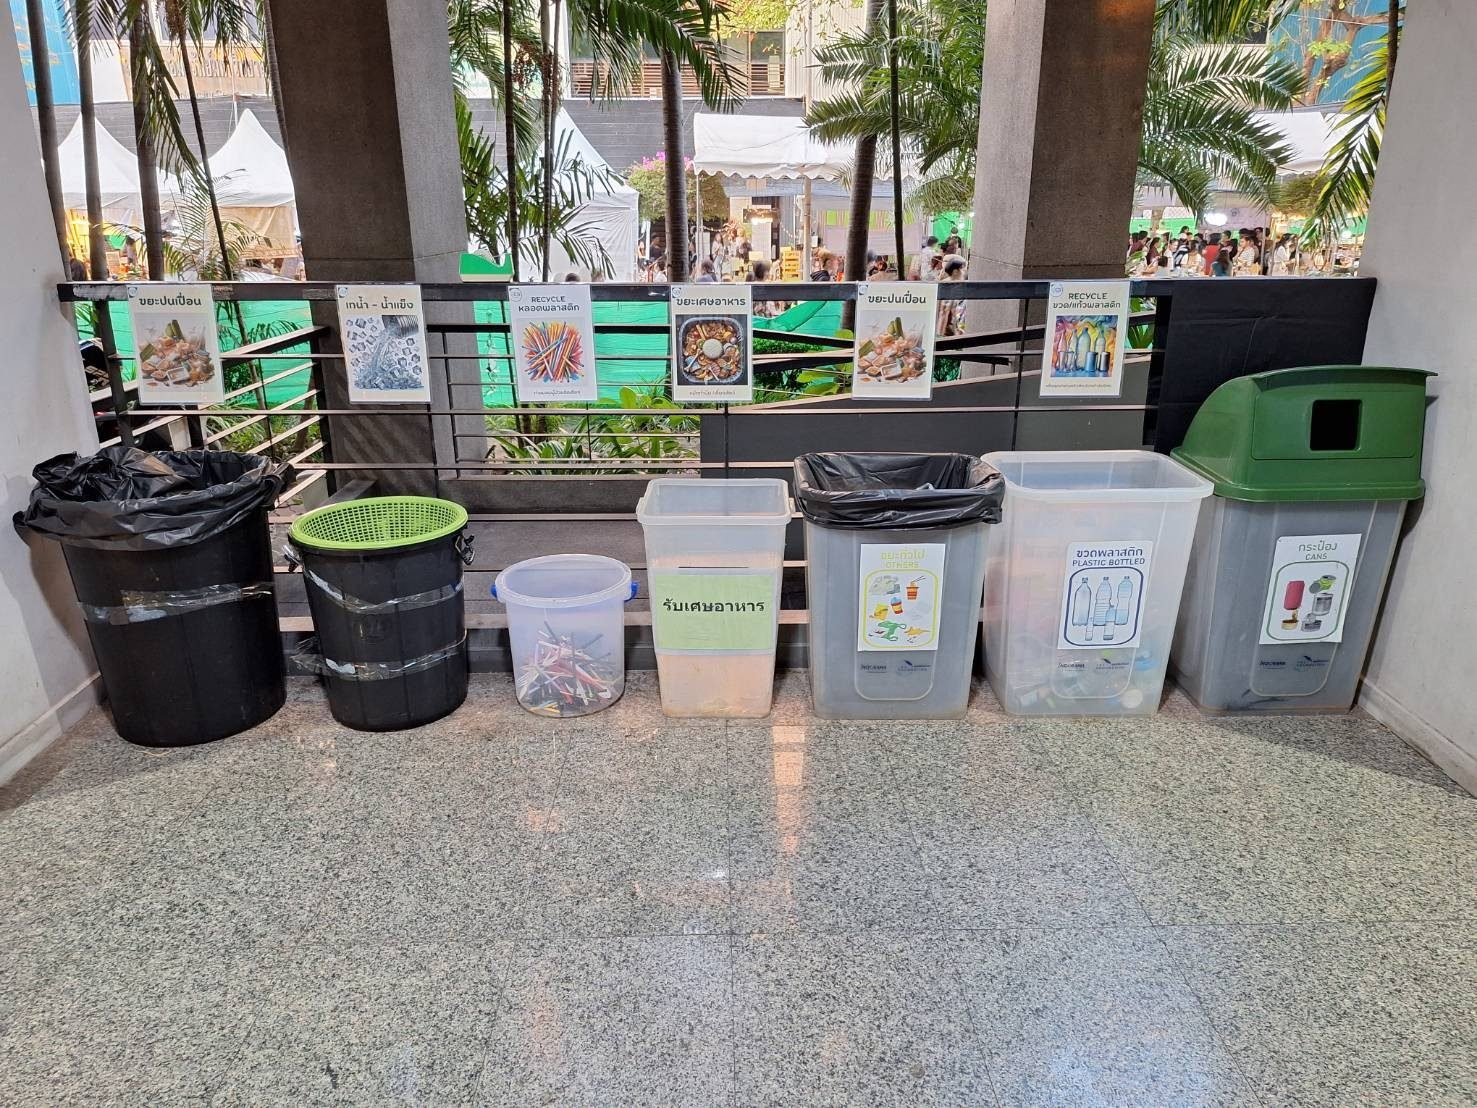 ขยะปนเปื้อน
เทน้ำ - น้ำแข็ง
RECYCLE
หลอดพลาสติก
ขยะเศษอาหาร
ขยะปนเปื้อน
RECYCLE
ขวด/แก้วพลาสติก
รับเศษอาหาร
ขยะทั่วไป
OTHERS
ขวดพลาสติก
PLASTIC BOTTLED
กระป๋อง
CANS
INDORAMA
INDORAMA
INDORAMA